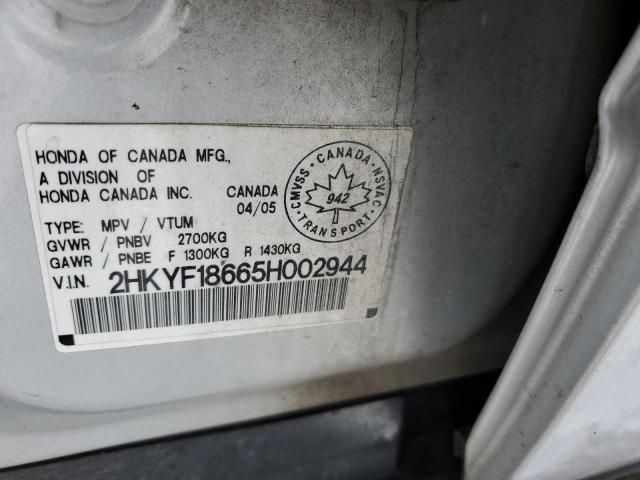 HONDA OF CANADA MFG.,
A DIVISION OF
HONDA CANADA INC.
CANADA
04/05
TYPE: MPV / VTUM
GVWR / PNBV 2700KG
GAWR / PNBE F 1300KG R 1430KG
V.I.N. 2HKYF18665H002944
CMVSS · CANADA · NSVAC
942
TRANSPORT